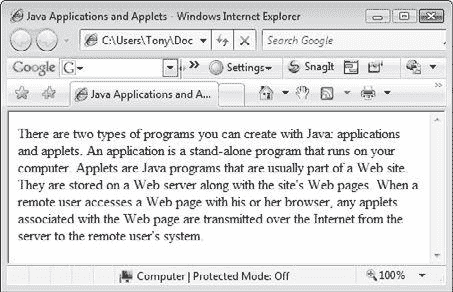 Java Applications and Applets - Windows Internet Explorer
C:\Users\Tony\Doc
Search Google
Google G Settings SnagIt
Java Applications and A...
There are two types of programs you can create with Java: applications
and applets. An application is a stand-alone program that runs on your
computer. Applets are Java programs that are usually part of a Web site.
They are stored on a Web server along with the site's Web pages. When a
remote user accesses a Web page with his or her browser, any applets
associated with the Web page are transmitted over the Internet from the
server to the remote user's system.
Computer | Protected Mode: Off
100%